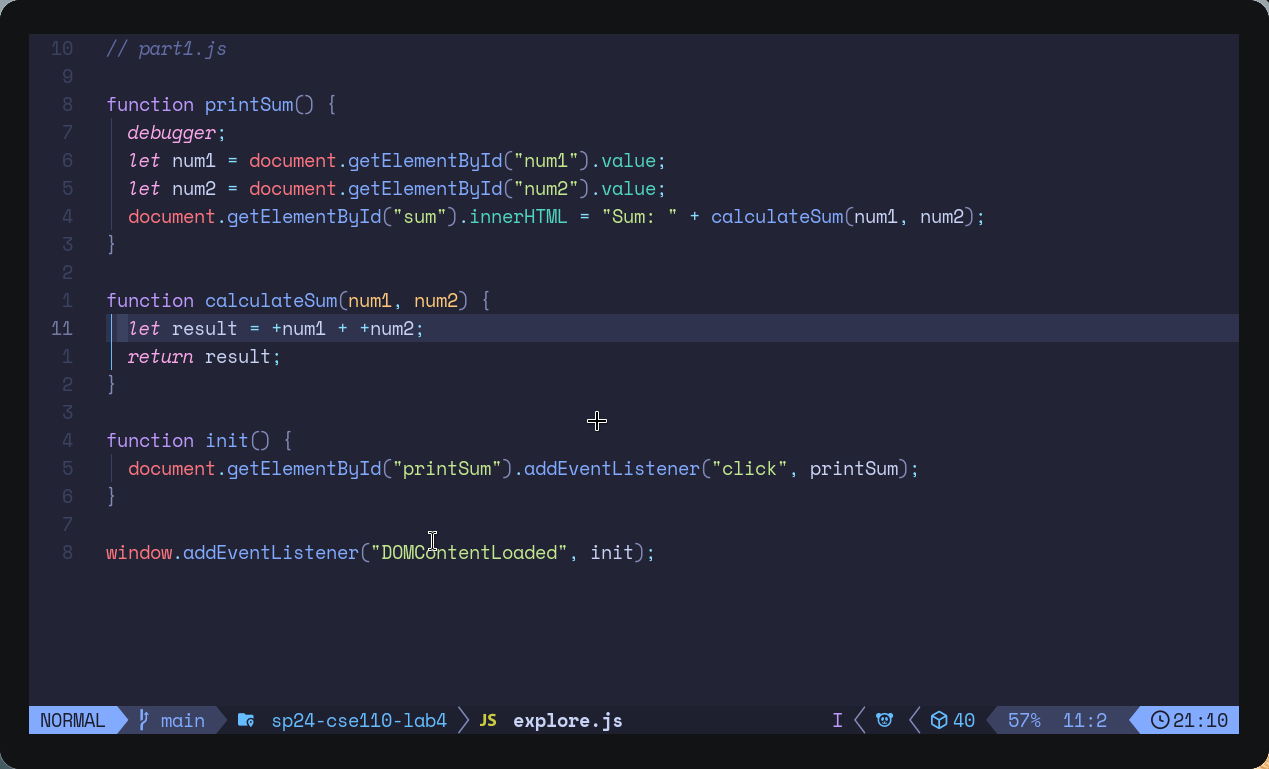 10 // part1.js
9
8 function printSum() {
7 debugger;
6 let num1 = document.getElementById("num1").value;
5 let num2 = document.getElementById("num2").value;
4 document.getElementById("sum").innerHTML = "Sum: " + calculateSum(num1, num2);
3 }
2
1 function calculateSum(num1, num2) {
11 let result = +num1 + +num2;
1 return result;
2 }
3
4 function init() {
5 document.getElementById("printSum").addEventListener("click", printSum);
6 }
7
8 window.addEventListener("DOMContentLoaded", init);
NORMAL main sp24-cse110-lab4 JS explore.js I 40 57% 11:2 21:10